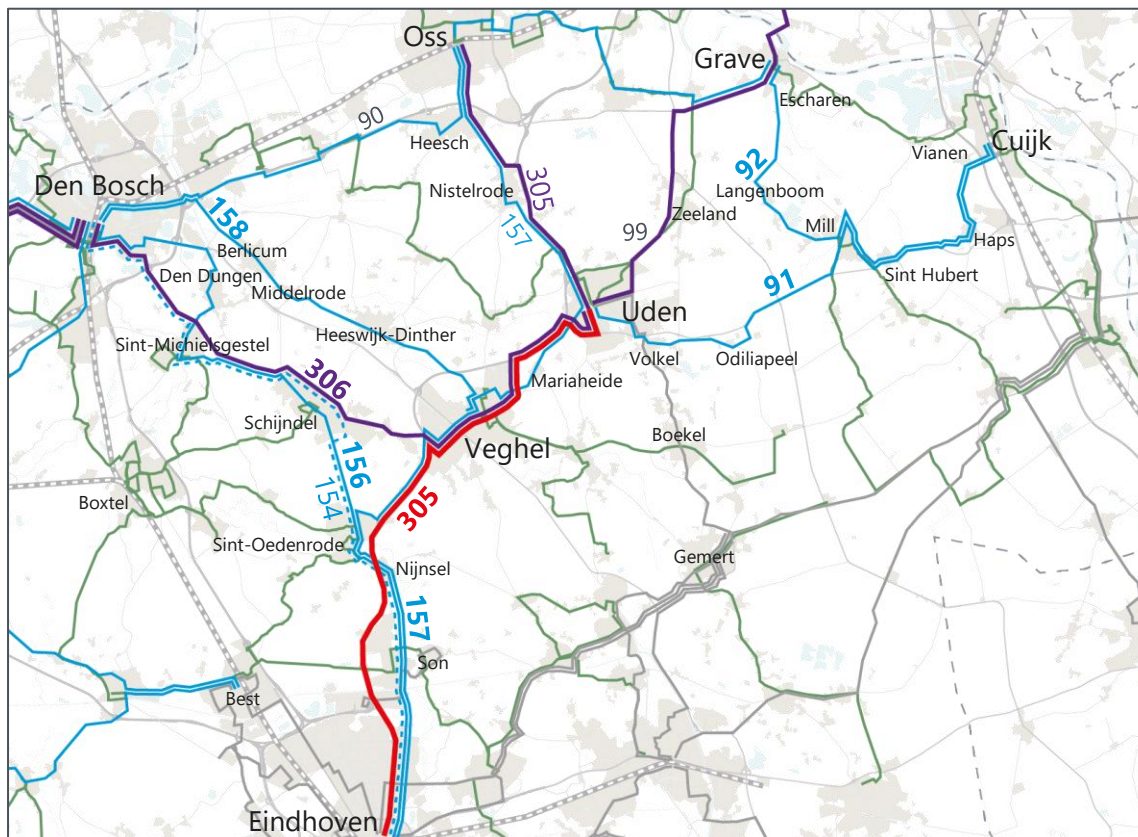 Oss
Grave
Escharen
90
Heesch
Vianen
Cuijk
Den Bosch
Nistelrode
305
92
Langenboom
157
Zeeland
158
Berlicum
99
Mill
Haps
Den Dungen
Sint Hubert
Middelrode
91
Uden
Heeswijk-Dinther
Sint-Michielsgestel
Volkel
Odiliapeel
306
Mariaheide
Schijndel
Boekel
Veghel
156
Boxtel
154
305
Sint-Oedenrode
Gemert
Nijnsel
157
Son
Best
Eindhoven